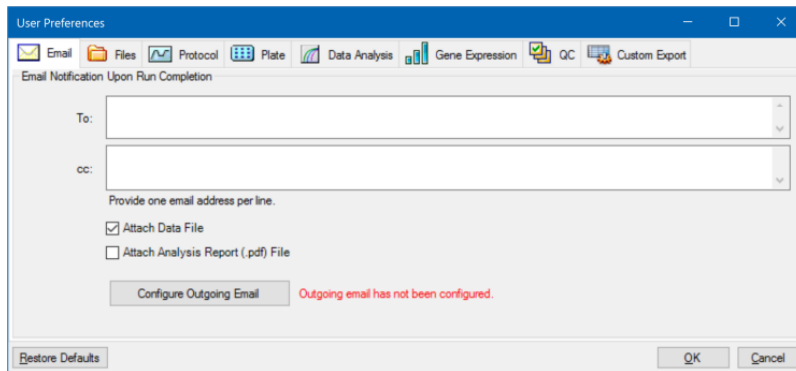 User Preferences
Email Files Protocol Plate Data Analysis Gene Expression QC Custom Export
Email Notification Upon Run Completion
To:
cc:
Provide one email address per line.
Attach Data File
Attach Analysis Report (.pdf) File
Configure Outgoing Email Outgoing email has not been configured.
Restore Defaults OK Cancel